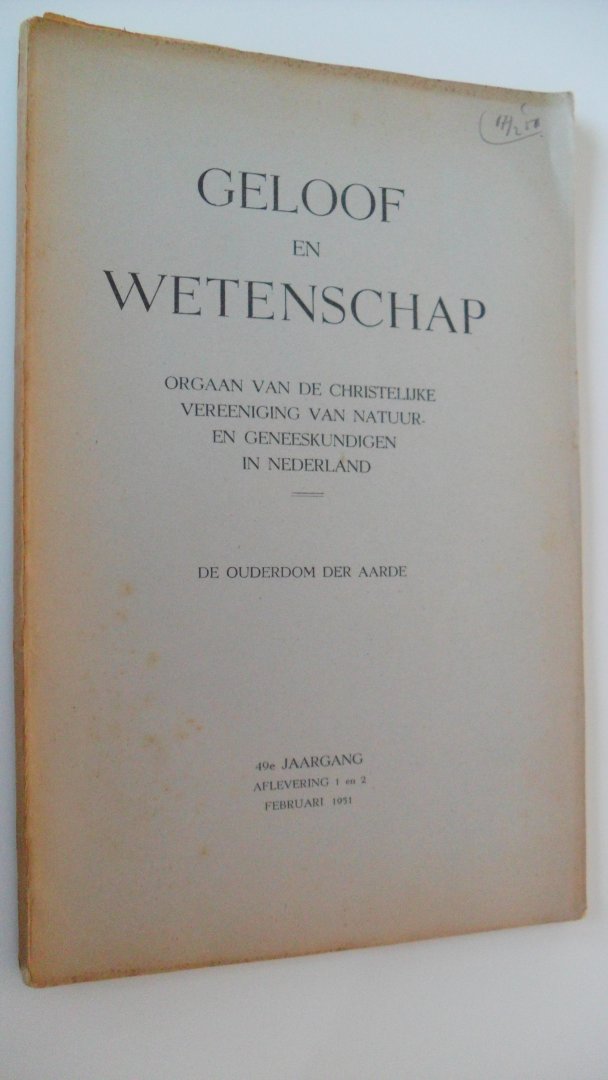 GELOOF
EN
WETENSCHAP
ORGAAN VAN DE CHRISTELIJKE
VEREENIGING VAN NATUUR-
EN GENEESKUNDIGEN
IN NEDERLAND
DE OUDERDOM DER AARDE
49e JAARGANG
AFLEVERING 1 en 2
FEBRUARI 1951